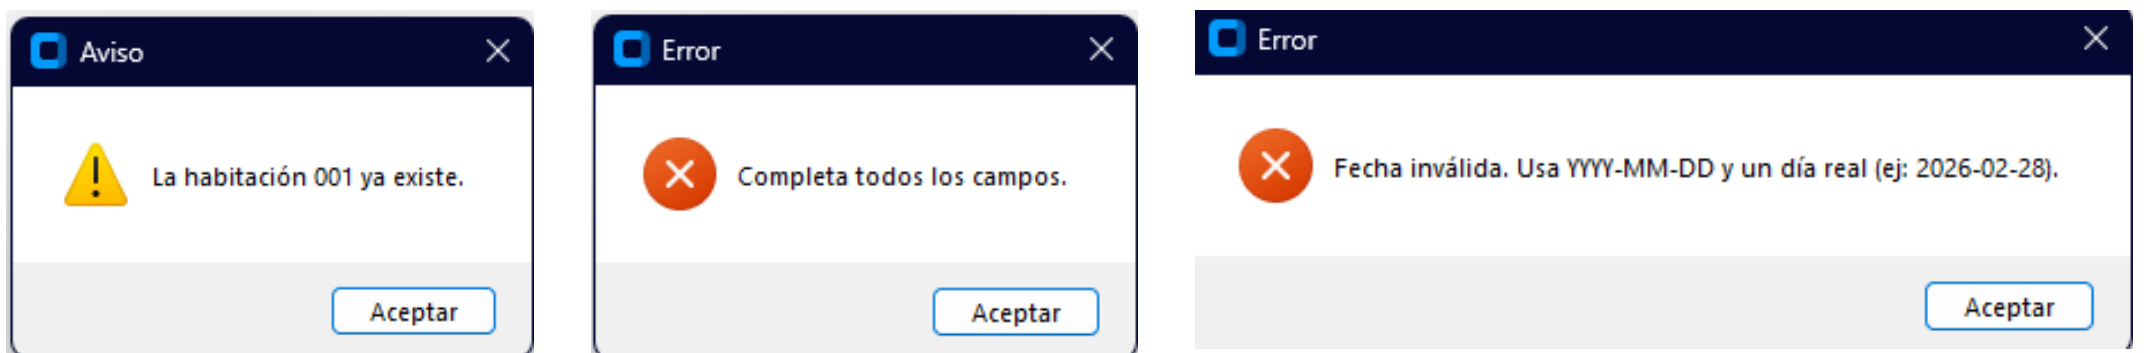 Aviso
La habitación 001 ya existe.
Aceptar
Error
Completa todos los campos.
Aceptar
Error
Fecha inválida. Usa YYYY-MM-DD y un día real (ej: 2026-02-28).
Aceptar